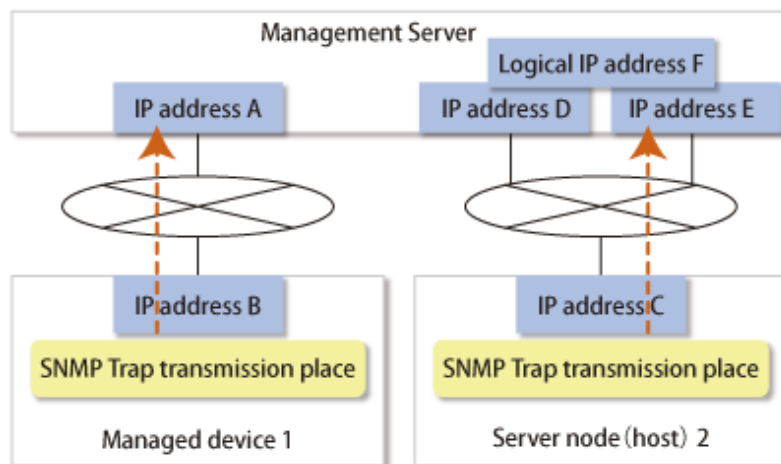 Management Server
Logical IP address F
IP address A
IP address D
IP address E
IP address B
IP address C
SNMP Trap transmission place
SNMP Trap transmission place
Managed device 1
Server node (host) 2